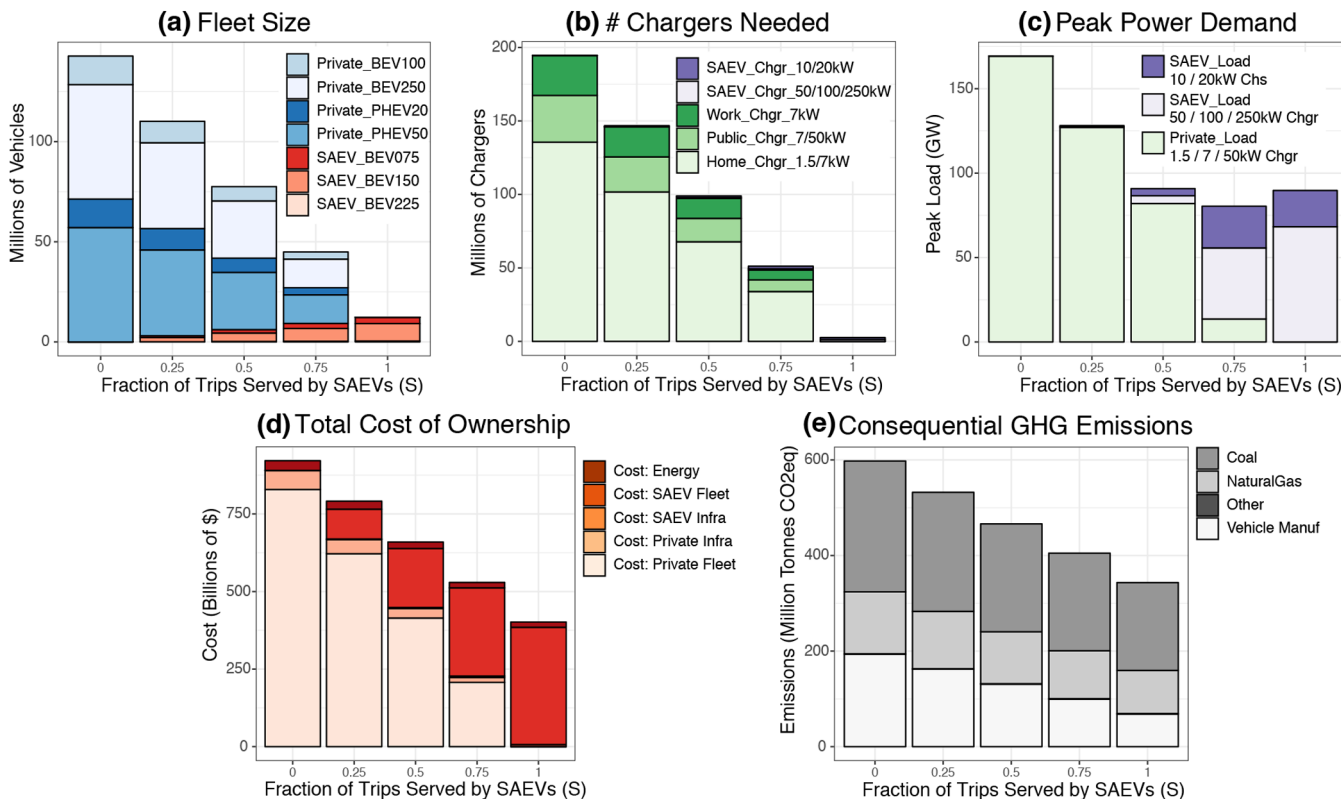 (a) Fleet Size
Millions of Vehicles
100
50
0
Private_BEV100
Private_BEV250
Private_PHEV20
Private_PHEV50
SAEV_BEV075
SAEV_BEV150
SAEV_BEV225
0 0.25 0.5 0.75 1
Fraction of Trips Served by SAEVs (S)
(b) # Chargers Needed
Millions of Chargers
200
150
100
50
0
SAEV_Chgr_10/20kW
SAEV_Chgr_50/100/250kW
Work_Chgr_7kW
Public_Chgr_7/50kW
Home_Chgr_1.5/7kW
0 0.25 0.5 0.75 1
Fraction of Trips Served by SAEVs (S)
(c) Peak Power Demand
Peak Load (GW)
150
100
50
0
SAEV_Load
10 / 20kW Chs
SAEV_Load
50 / 100 / 250kW Chgr
Private_Load
1.5 / 7 / 50kW Chgr
0 0.25 0.5 0.75 1
Fraction of Trips Served by SAEVs (S)
(d) Total Cost of Ownership
Cost (Billions of $)
750
500
250
0
Cost: Energy
Cost: SAEV Fleet
Cost: SAEV Infra
Cost: Private Infra
Cost: Private Fleet
0 0.25 0.5 0.75 1
Fraction of Trips Served by SAEVs (S)
(e) Consequential GHG Emissions
Emissions (Million Tonnes CO2eq)
600
400
200
0
Coal
NaturalGas
Other
Vehicle Manuf
0 0.25 0.5 0.75 1
Fraction of Trips Served by SAEVs (S)